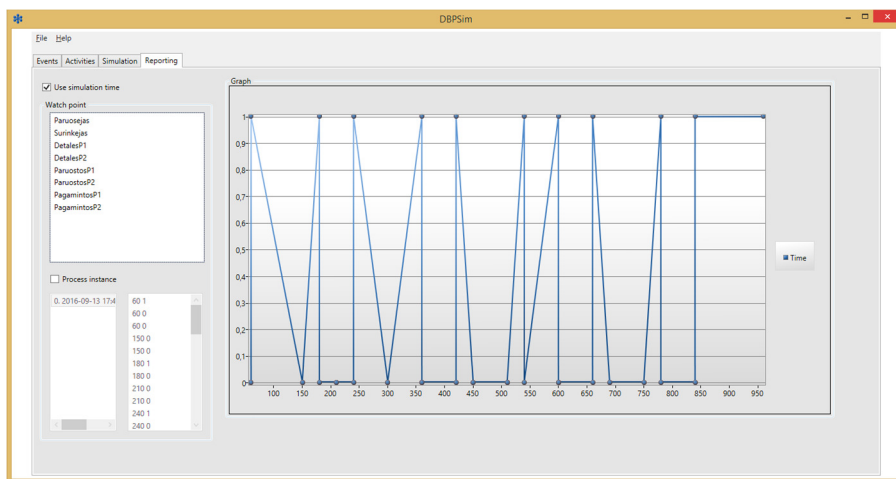 DBPSim
File Help
Events Activities Simulation Reporting
Use simulation time
Watch point
Paruosejas
Surinkejas
DetalesP1
DetalesP2
ParuostosP1
ParuostosP2
PagamintosP1
PagamintosP2
Process instance
0. 2016-09-13 17:4
60 1
60 0
60 0
150 0
150 0
180 1
180 0
210 0
210 0
240 1
240 0
Graph
1
0,9
0,8
0,7
0,6
0,5
0,4
0,3
0,2
0,1
0
100 150 200 250 300 350 400 450 500 550 600 650 700 750 800 850 900 950
Time